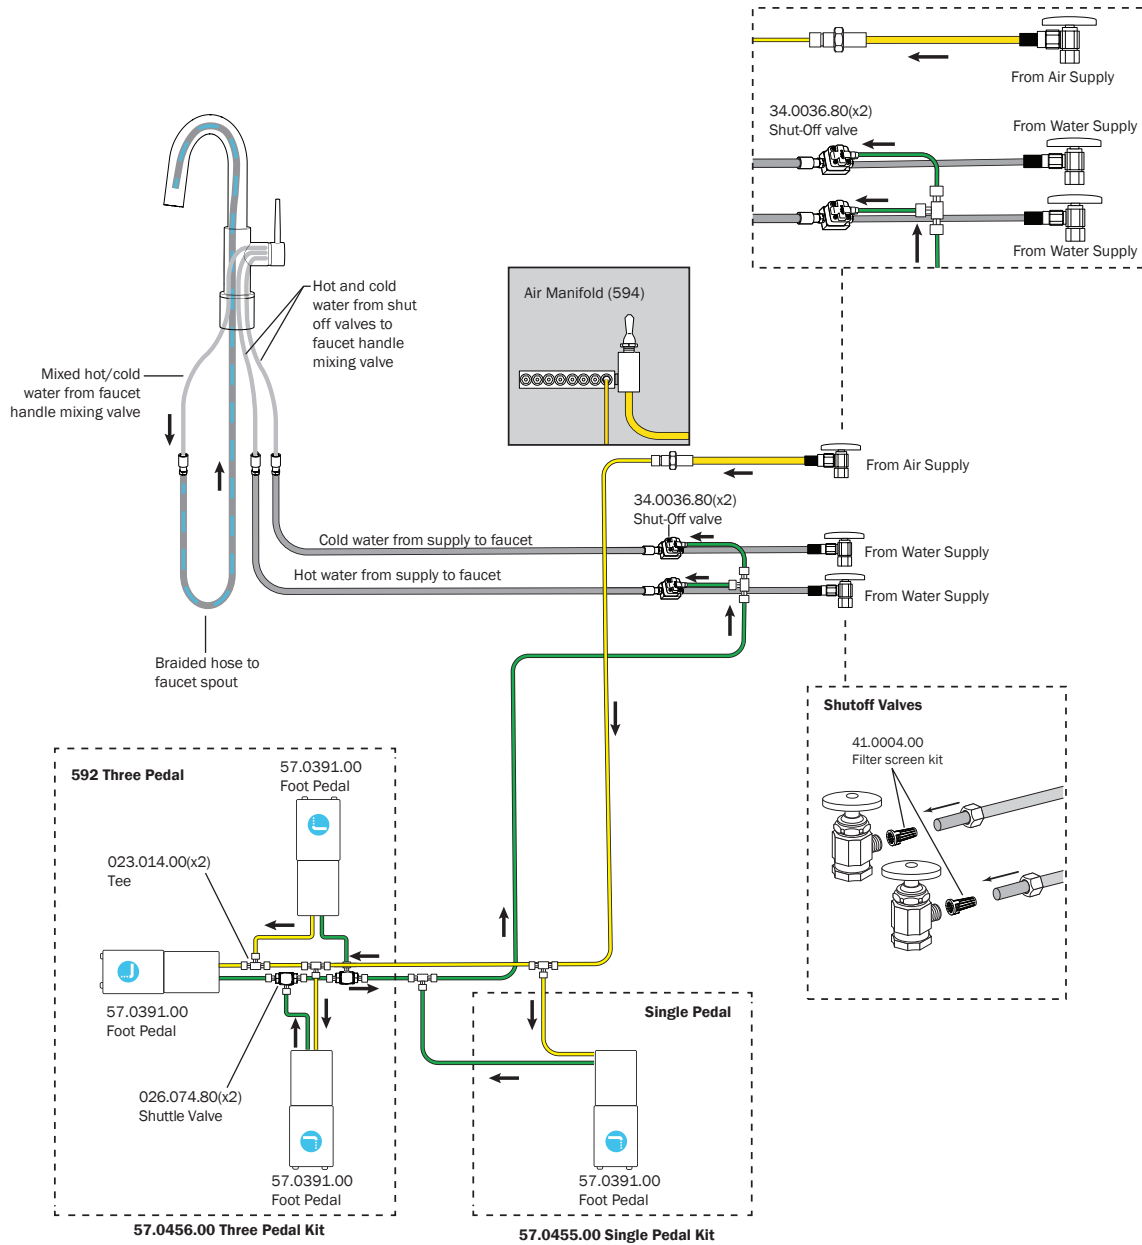 From Air Supply
34.0036.80(x2)
Shut-Off valve
From Water Supply
From Water Supply
Air Manifold (594)
Hot and cold
water from shut
off valves to
faucet handle
mixing valve
Mixed hot/cold
water from faucet
handle mixing valve
From Air Supply
34.0036.80(x2)
Shut-Off valve
Cold water from supply to faucet
From Water Supply
Hot water from supply to faucet
From Water Supply
Braided hose to
faucet spout
Shutoff Valves
41.0004.00
Filter screen kit
592 Three Pedal
57.0391.00
Foot Pedal
023.014.00(x2)
Tee
57.0391.00
Foot Pedal
026.074.80(x2)
Shuttle Valve
57.0391.00
Foot Pedal
57.0456.00 Three Pedal Kit
Single Pedal
57.0391.00
Foot Pedal
57.0455.00 Single Pedal Kit